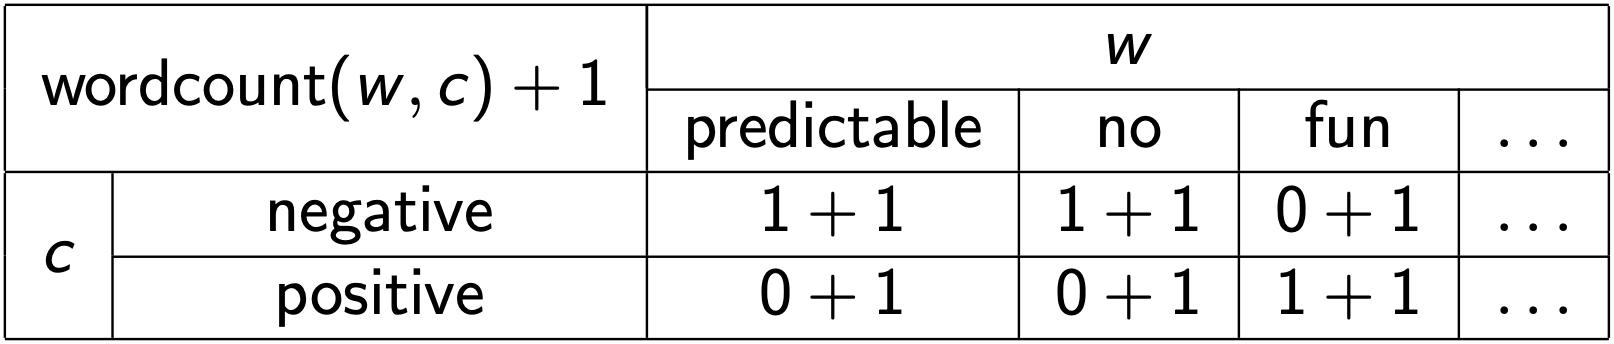 wordcount(w, c) + 1
w
predictable no fun ...
c
negative 1 + 1 1 + 1 0 + 1 ...
positive 0 + 1 0 + 1 1 + 1 ...